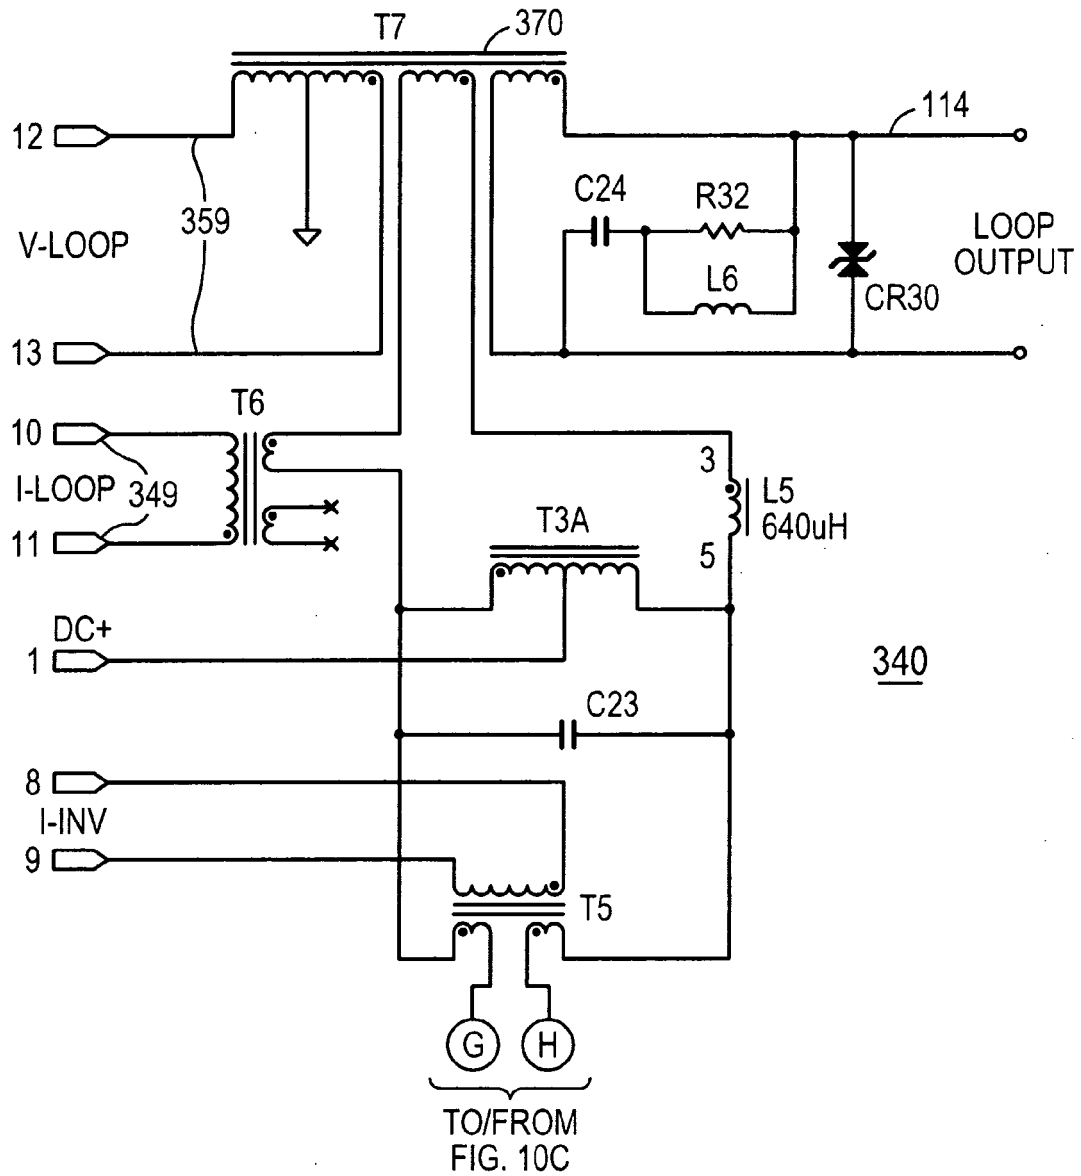 T7
370
12
114
C24
R32
359
V-LOOP
LOOP
OUTPUT
L6
CR30
13
T6
10
3
I-LOOP
349
L5
640uH
T3A
11
5
DC+
1
340
C23
8
I-INV
9
T5
G
H
TO/FROM
FIG. 10C